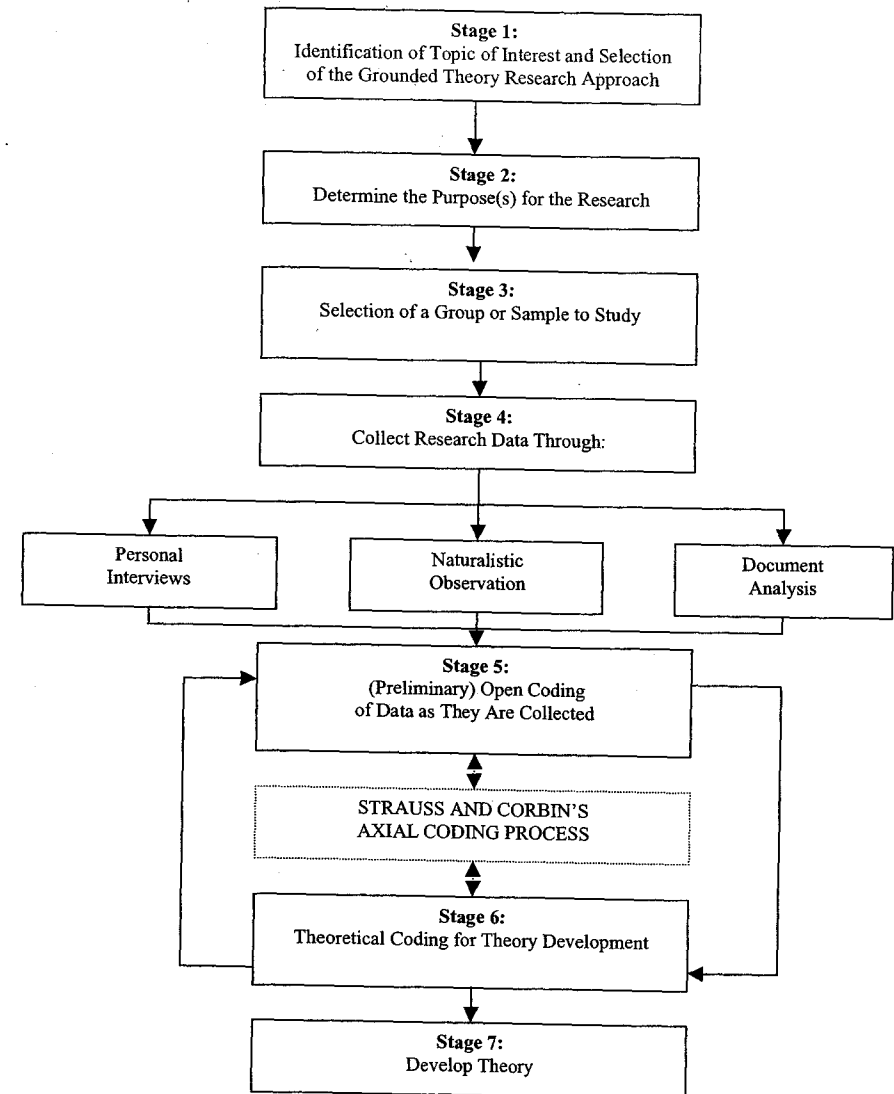 Stage 1:
Identification of Topic of Interest and Selection
of the Grounded Theory Research Approach
Stage 2:
Determine the Purpose(s) for the Research
Stage 3:
Selection of a Group or Sample to Study
Stage 4:
Collect Research Data Through:
Personal
Interviews
Naturalistic
Observation
Document
Analysis
Stage 5:
(Preliminary) Open Coding
of Data as They Are Collected
STRAUSS AND CORBIN'S
AXIAL CODING PROCESS
Stage 6:
Theoretical Coding for Theory Development
Stage 7:
Develop Theory